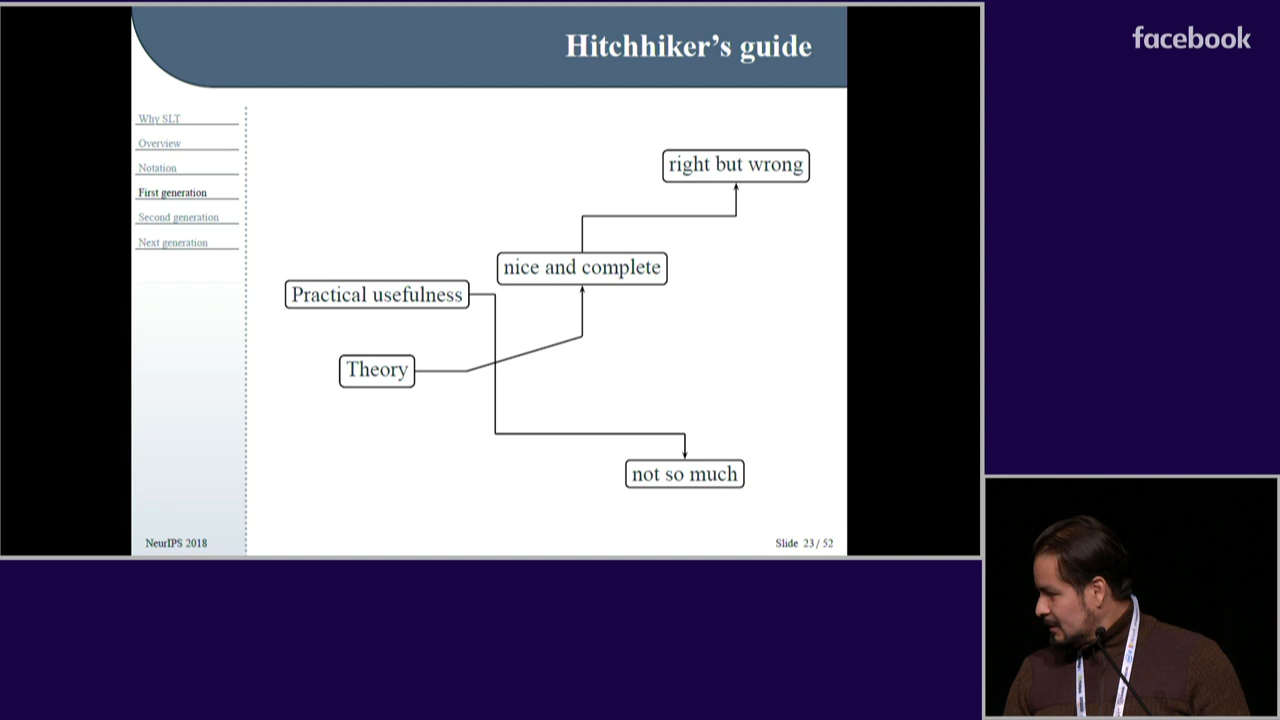 Hitchhiker's guide
facebook
Why SLT
Overview
Notation
First generation
Second generation
Next generation
right but wrong
nice and complete
Practical usefulness
Theory
not so much
NeurIPS 2018
Slide 23 / 52